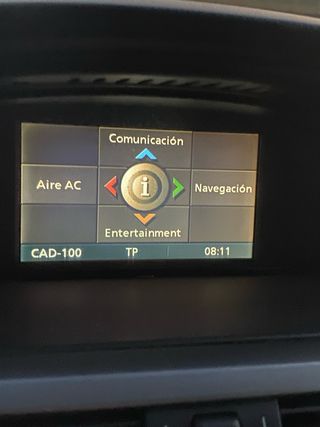 Comunicación
Aire AC
Navegación
Entertainment
CAD-100 TP 08:11